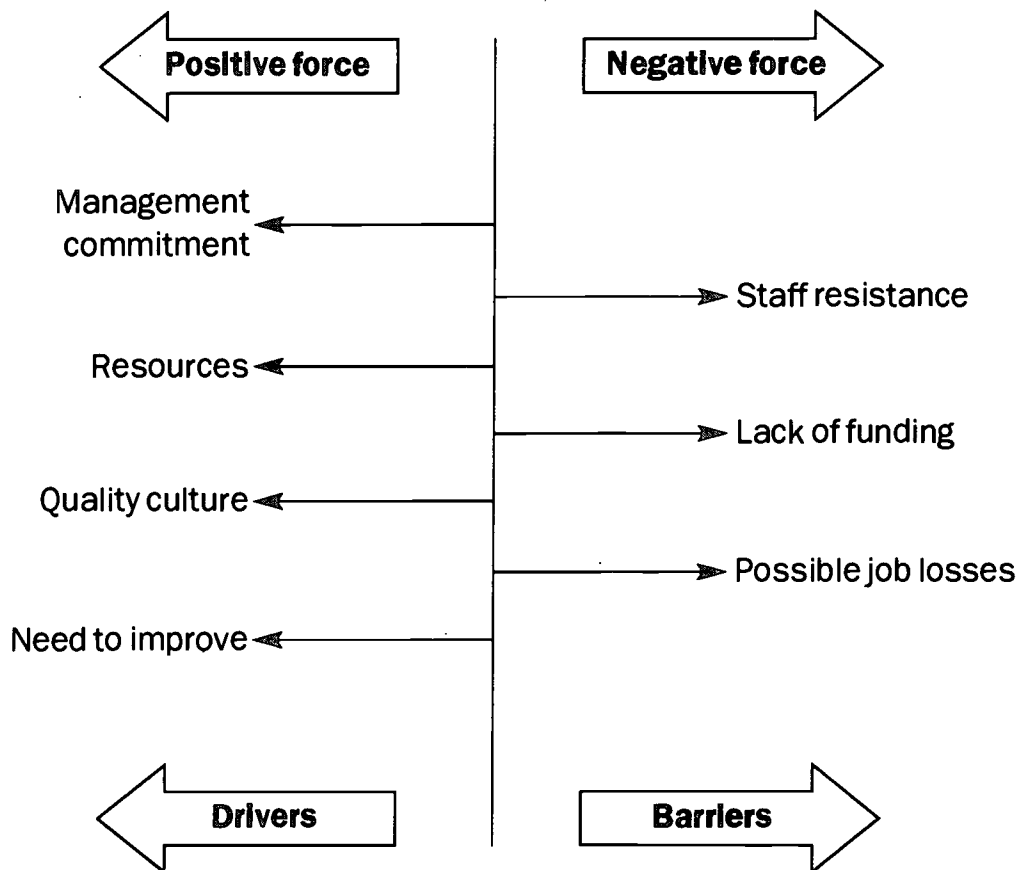 Positive force
Negative force
Management
commitment
Staff resistance
Resources
Lack of funding
Quality culture
Possible job losses
Need to improve
Drivers
Barriers